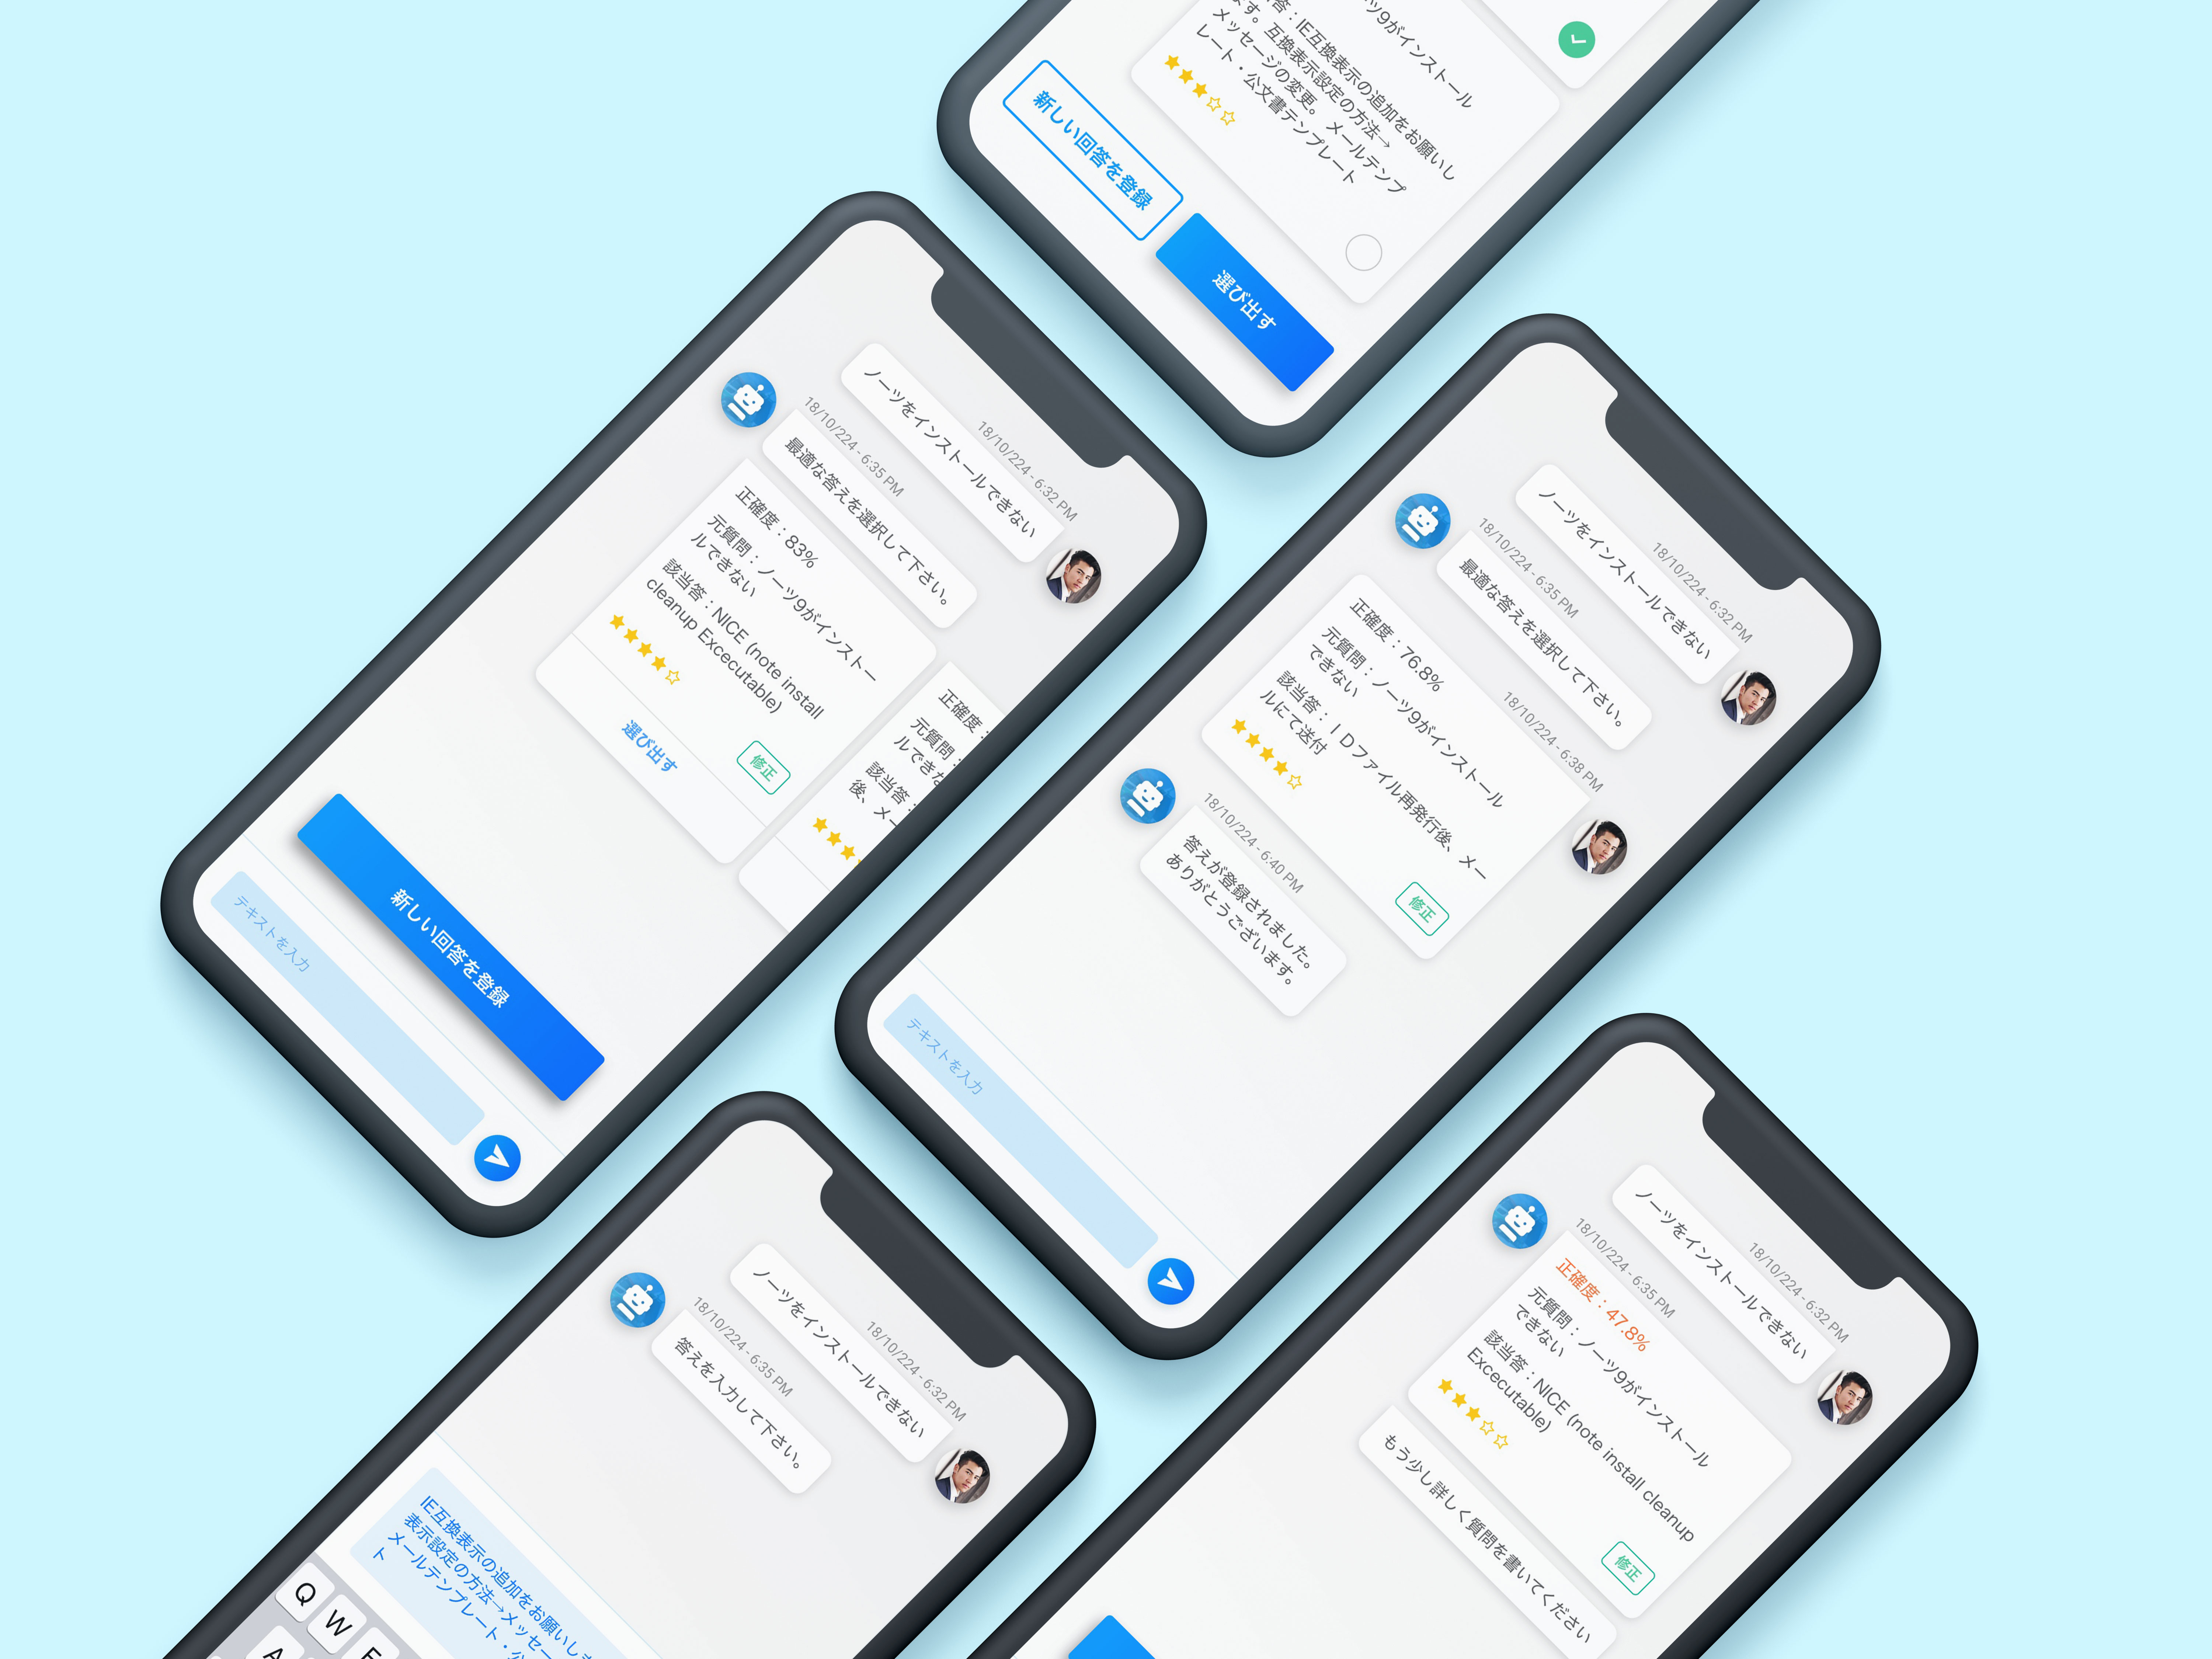 ーツ9がインストール
答：IE互換表示の追加をお願いし
ます。互換表示設定の方法→
メッセージの変更。メールテンプ
レート・公文書テンプレート
新しい回答を登録
選び出す
18/10/224 - 6:32 PM
ノーツをインストールできない
18/10/224 - 6:35 PM
最適な答えを選択して下さい。
正確度：83%
元質問：ノーツ9がインストー
ルできない
該当答：NICE (note install
cleanup Excecutable)
修正
選び出す
正確度：
元質問：
ルできな
該当答：
後、メー
新しい回答を登録
テキストを入力
18/10/224 - 6:32 PM
ノーツをインストールできない
18/10/224 - 6:35 PM
最適な答えを選択して下さい。
18/10/224 - 6:38 PM
正確度：76.8%
元質問：ノーツ9がインストール
できない
該当答：ＩＤファイル再発行後、メー
ルにて送付
修正
18/10/224 - 6:40 PM
答えが登録されました。
ありがとうございます。
テキストを入力
18/10/224 - 6:32 PM
ノーツをインストールできない
18/10/224 - 6:35 PM
答えを入力して下さい。
IE互換表示の追加をお願いしま
表示設定の方法→メッセー
メールテンプレート・公
ト
Q W E
A
18/10/224 - 6:32 PM
ノーツをインストールできない
18/10/224 - 6:35 PM
正確度：47.8%
元質問：ノーツ9がインストール
できない
該当答：NICE (note install cleanup
Excecutable)
修正
もう少し詳しく質問を書いてください